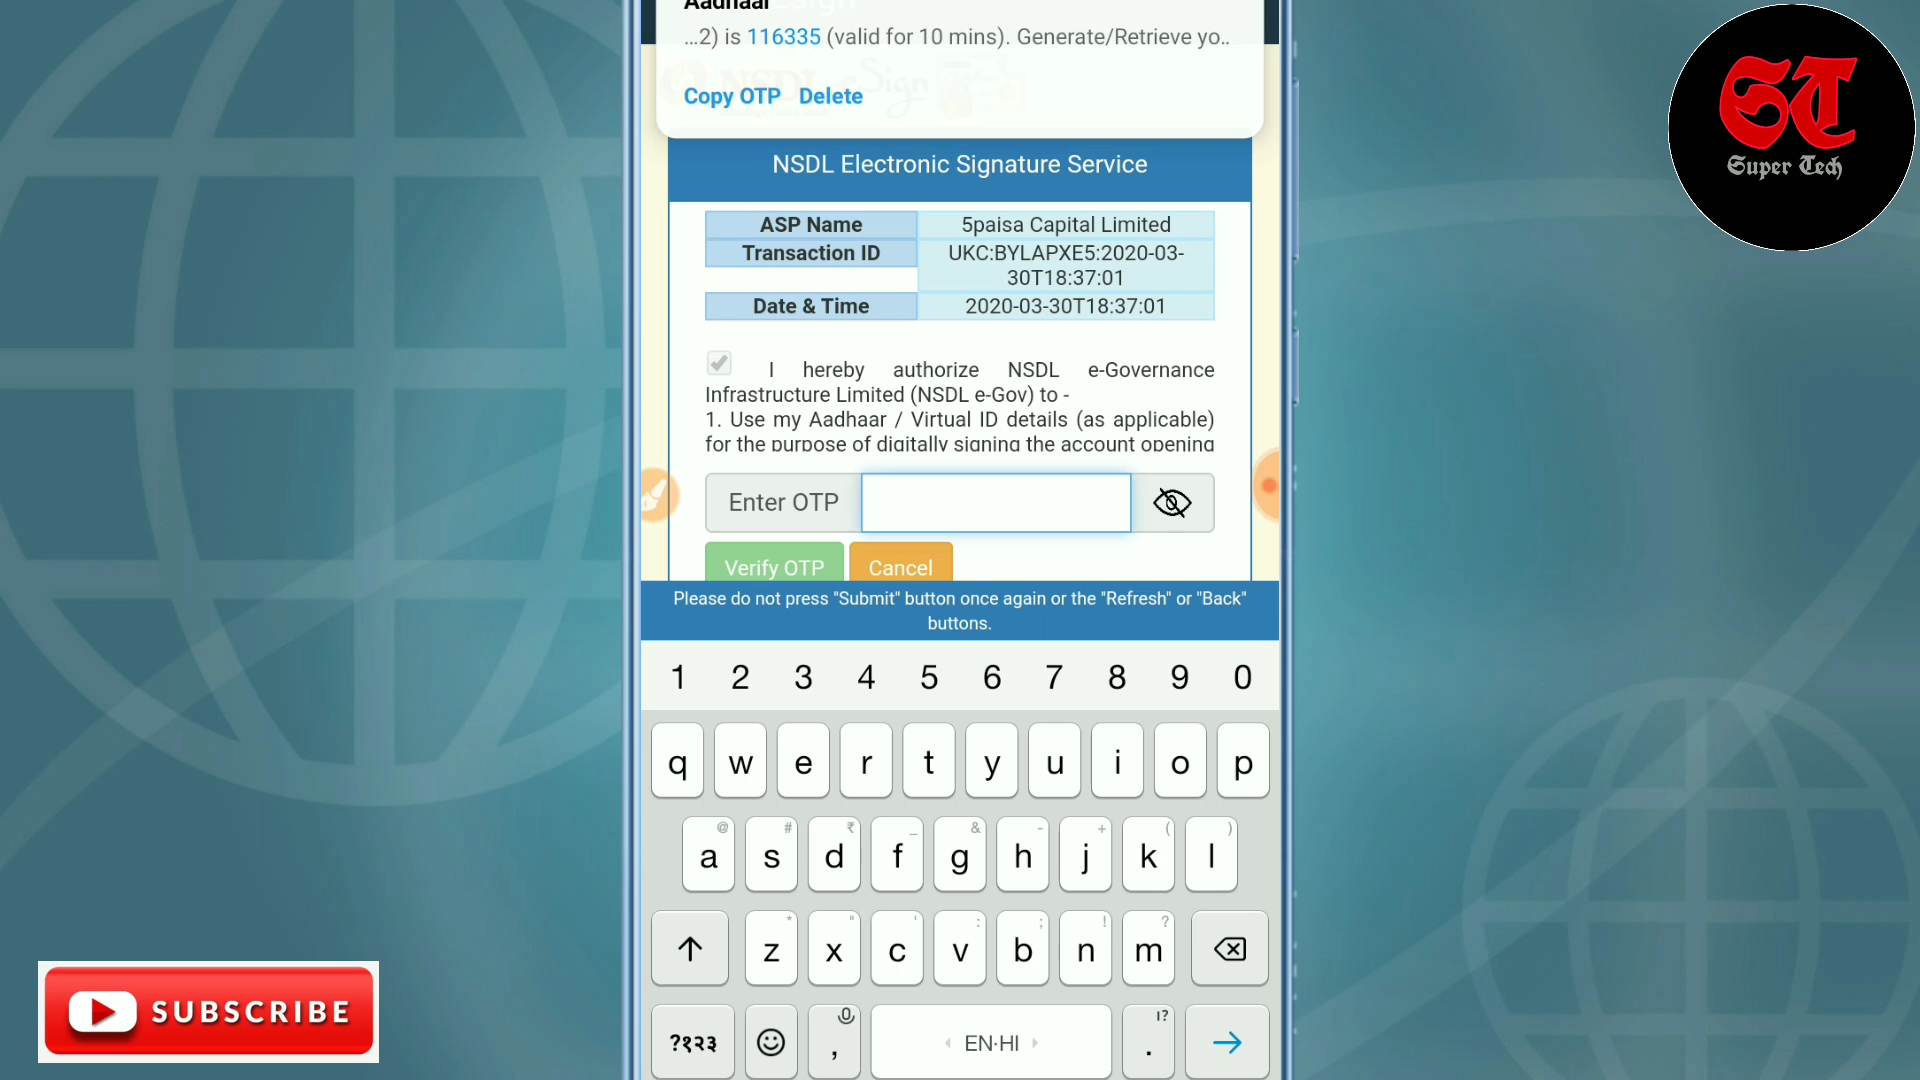 Aadhaar
...2) is 116335 (valid for 10 mins). Generate/Retrieve yo..
NSDL eSign
Copy OTP Delete
NSDL Electronic Signature Service
ASP Name 5paisa Capital Limited
Transaction ID UKC:BYLAPXE5:2020-03-
30T18:37:01
Date & Time 2020-03-30T18:37:01
I hereby authorize NSDL e-Governance
Infrastructure Limited (NSDL e-Gov) to -
1. Use my Aadhaar / Virtual ID details (as applicable)
for the purpose of digitally signing the account opening
Enter OTP
Verify OTP Cancel
Please do not press "Submit" button once again or the "Refresh" or "Back"
buttons.
1 2 3 4 5 6 7 8 9 0
q w e r t y u i o p
@ # ₹ _ & - + ( )
a s d f g h j k l
* " ' : ; ! ?
z x c v b n m
?१२३ , EN·HI . ।?
ST
Super Tech
SUBSCRIBE